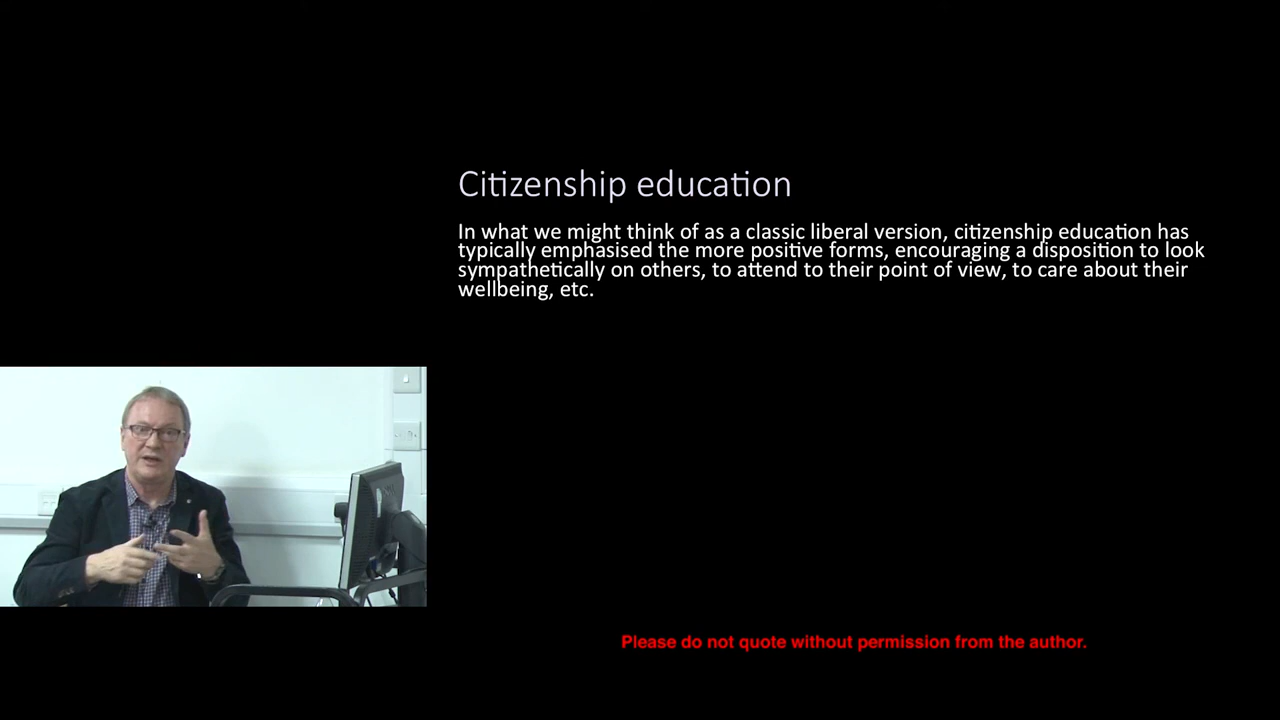 Citizenship education
In what we might think of as a classic liberal version, citizenship education has
typically emphasised the more positive forms, encouraging a disposition to look
sympathetically on others, to attend to their point of view, to care about their
wellbeing, etc.
Please do not quote without permission from the author.